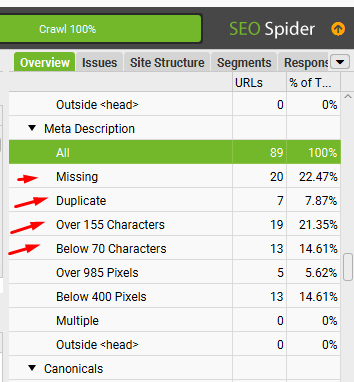 Crawl 100% SEO Spider
Overview Issues Site Structure Segments Respons
URLs % of T...
Outside <head> 0 0%
Meta Description
All 89 100%
Missing 20 22.47%
Duplicate 7 7.87%
Over 155 Characters 19 21.35%
Below 70 Characters 13 14.61%
Over 985 Pixels 5 5.62%
Below 400 Pixels 13 14.61%
Multiple 0 0%
Outside <head> 0 0%
Canonicals